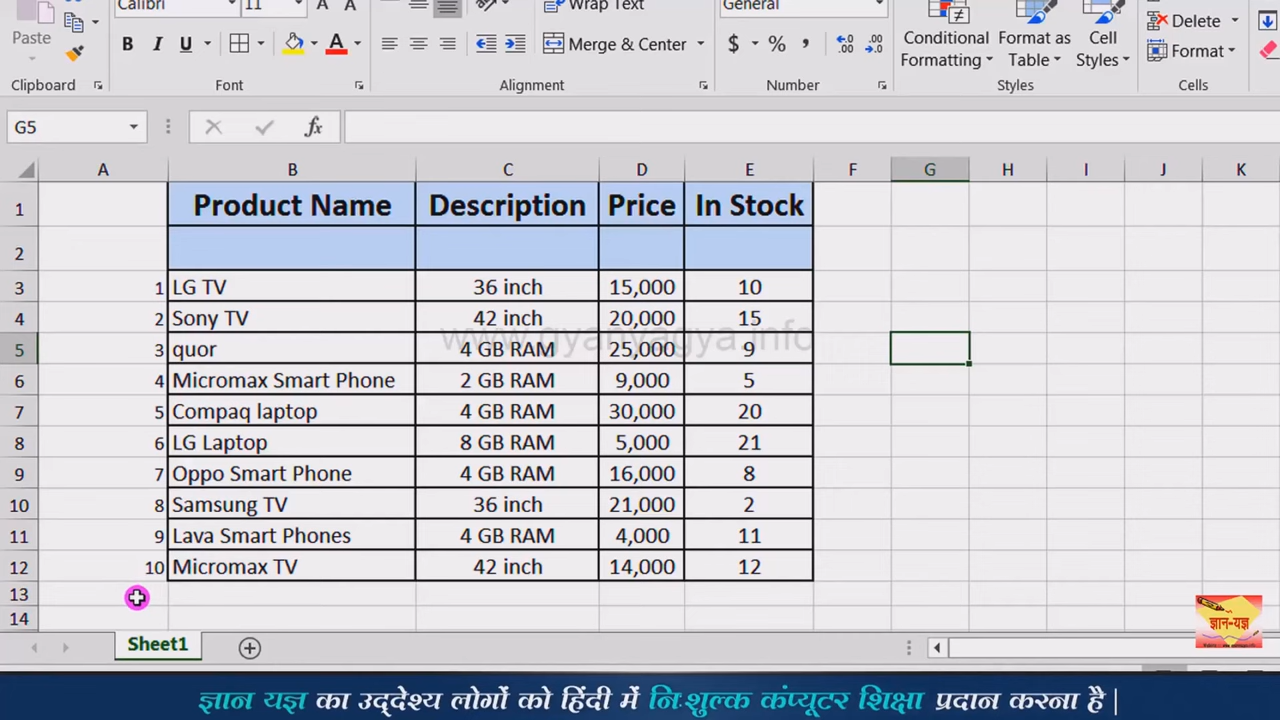 Calibri 11 Wrap Text General
Paste B I U Merge & Center $ % , Conditional Formatting Format as Table Cell Styles Delete Format
Clipboard Font Alignment Number Styles Cells
G5 fx
A B C D E F G H I J K
1 Product Name Description Price In Stock
2
3 1 LG TV 36 inch 15,000 10
4 2 Sony TV 42 inch 20,000 15
www.gyanyagya.info
5 3 quor 4 GB RAM 25,000 9
6 4 Micromax Smart Phone 2 GB RAM 9,000 5
7 5 Compaq laptop 4 GB RAM 30,000 20
8 6 LG Laptop 8 GB RAM 5,000 21
9 7 Oppo Smart Phone 4 GB RAM 16,000 8
10 8 Samsung TV 36 inch 21,000 2
11 9 Lava Smart Phones 4 GB RAM 4,000 11
12 10 Micromax TV 42 inch 14,000 12
13
14
ज्ञान-यज्ञ
Sheet1
ज्ञान यज्ञ का उद्देश्य लोगों को हिंदी में निःशुल्क कंप्यूटर शिक्षा प्रदान करना है |